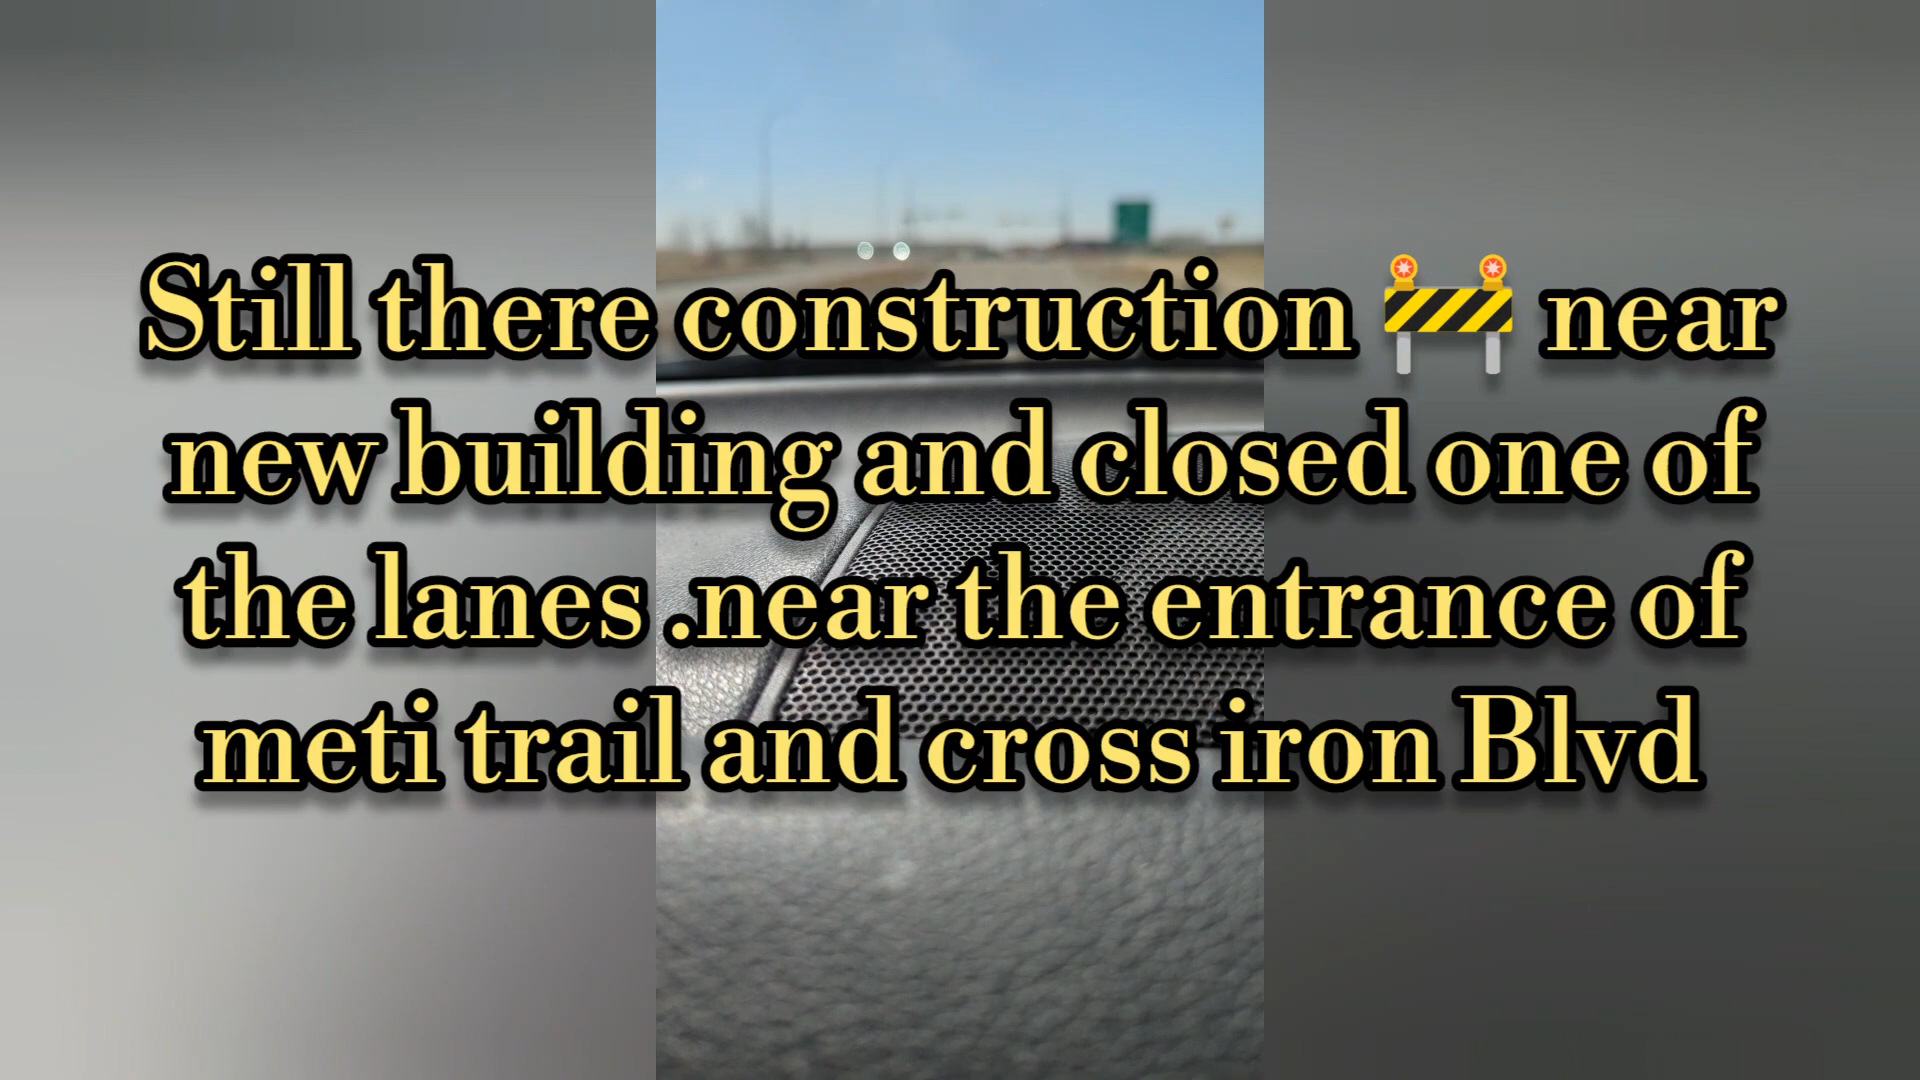 Still there construction 🚧 near
new building and closed one of
the lanes .near the entrance of
meti trail and cross iron Blvd